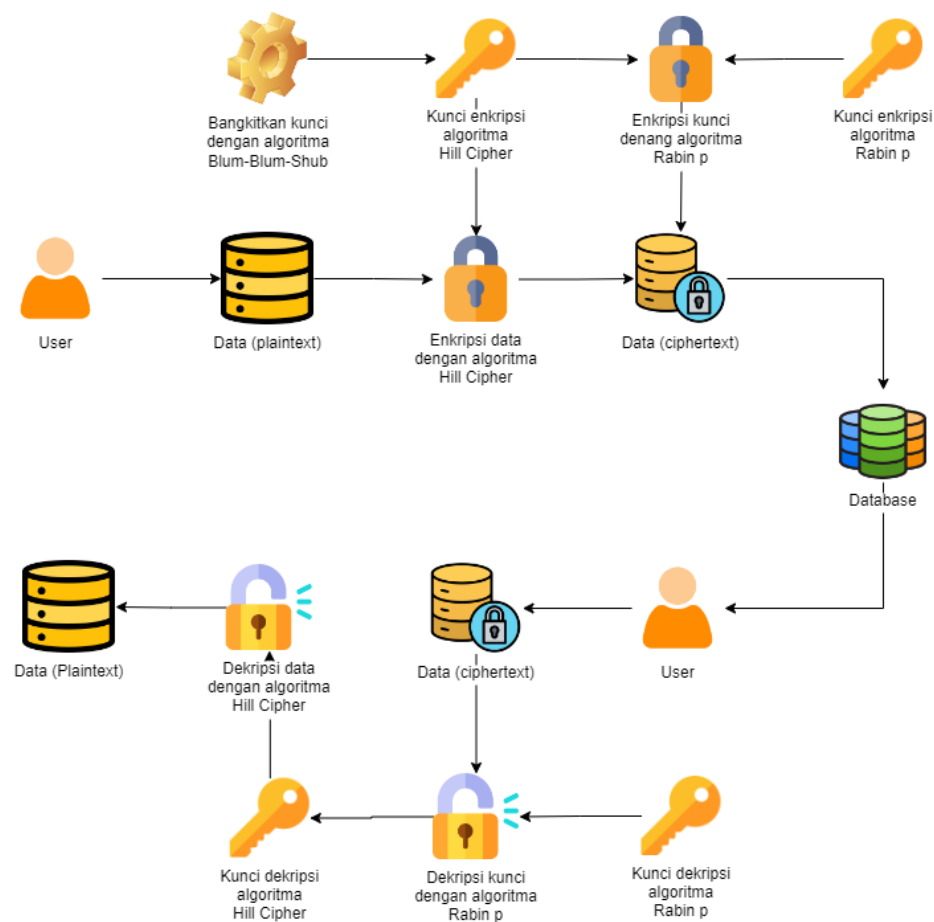 Bangkitkan kunci
dengan algoritma
Blum-Blum-Shub
Kunci enkripsi
algoritma
Hill Cipher
Enkripsi kunci
denang algoritma
Rabin p
Kunci enkripsi
algoritma
Rabin p
User
Data (plaintext)
Enkripsi data
dengan algoritma
Hill Cipher
Data (ciphertext)
Database
Data (Plaintext)
Dekripsi data
dengan algoritma
Hill Cipher
Data (ciphertext)
User
Kunci dekripsi
algoritma
Hill Cipher
Dekripsi kunci
dengan algoritma
Rabin p
Kunci dekripsi
algoritma
Rabin p